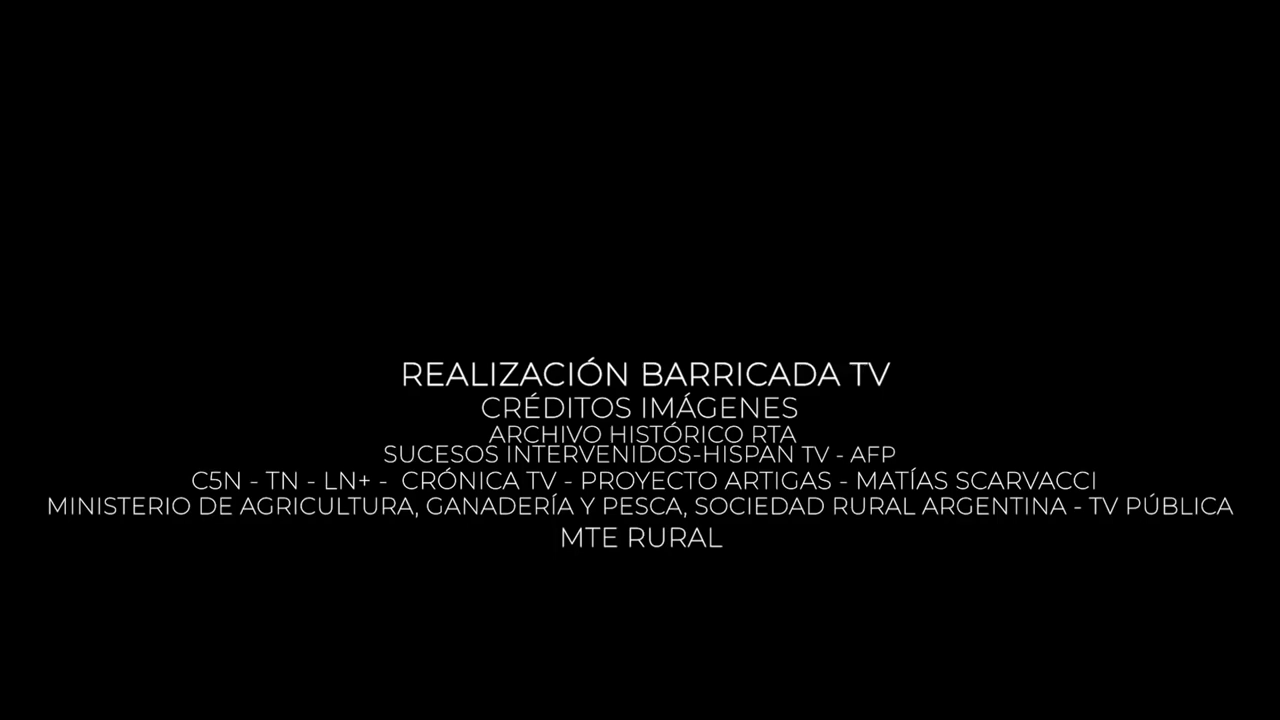 REALIZACIÓN BARRICADA TV
CRÉDITOS IMÁGENES
ARCHIVO HISTÓRICO RTA
SUCESOS INTERVENIDOS-HISPAN TV - AFP
C5N - TN - LN+ - CRÓNICA TV - PROYECTO ARTIGAS - MATÍAS SCARVACCI
MINISTERIO DE AGRICULTURA, GANADERÍA Y PESCA, SOCIEDAD RURAL ARGENTINA - TV PÚBLICA
MTE RURAL